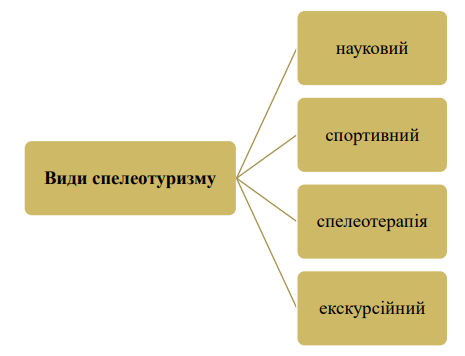 Види спелеотуризму
науковий
спортивний
спелеотерапія
екскурсійний